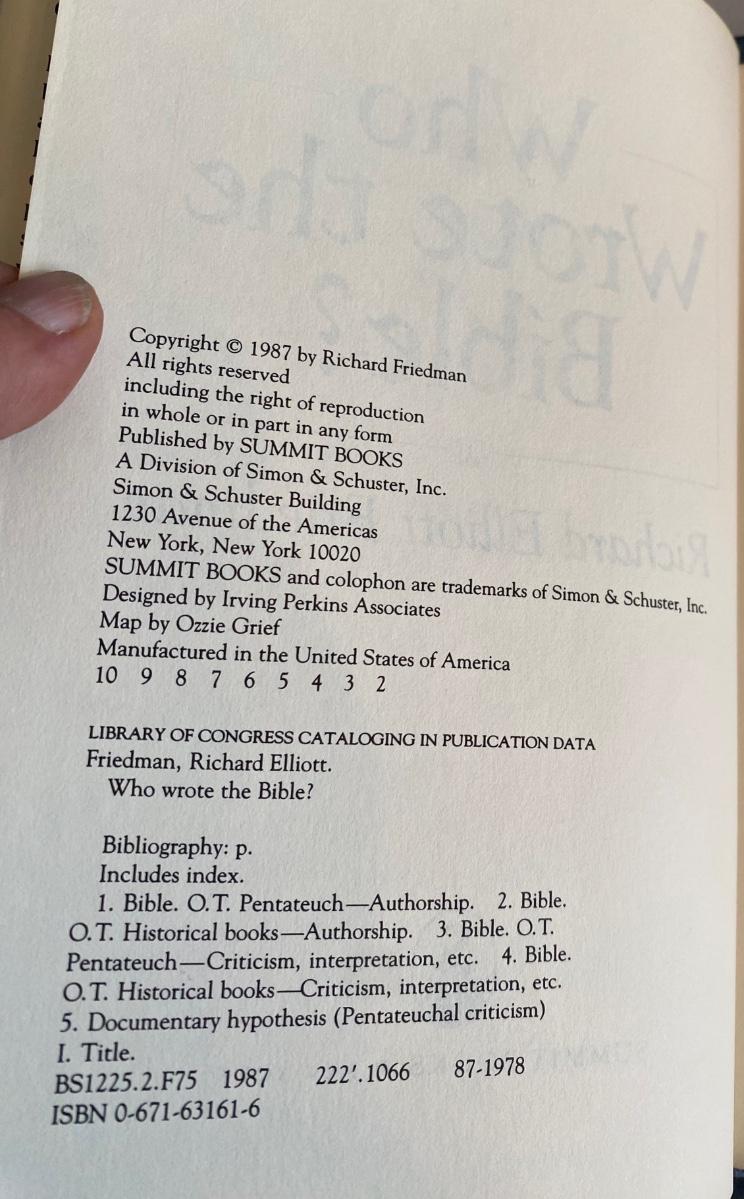 Who
Wrote the
Bible?
Richard Elliott
Copyright © 1987 by Richard Friedman
All rights reserved
including the right of reproduction
in whole or in part in any form
Published by SUMMIT BOOKS
A Division of Simon & Schuster, Inc.
Simon & Schuster Building
1230 Avenue of the Americas
New York, New York 10020
SUMMIT BOOKS and colophon are trademarks of Simon & Schuster, Inc.
Designed by Irving Perkins Associates
Map by Ozzie Grief
Manufactured in the United States of America
10 9 8 7 6 5 4 3 2
LIBRARY OF CONGRESS CATALOGING IN PUBLICATION DATA
Friedman, Richard Elliott.
Who wrote the Bible?
Bibliography: p.
Includes index.
1. Bible. O.T. Pentateuch—Authorship. 2. Bible.
O.T. Historical books—Authorship. 3. Bible. O.T.
Pentateuch—Criticism, interpretation, etc. 4. Bible.
O.T. Historical books—Criticism, interpretation, etc.
5. Documentary hypothesis (Pentateuchal criticism)
I. Title.
BS1225.2.F75 1987 222'.1066 87-1978
ISBN 0-671-63161-6